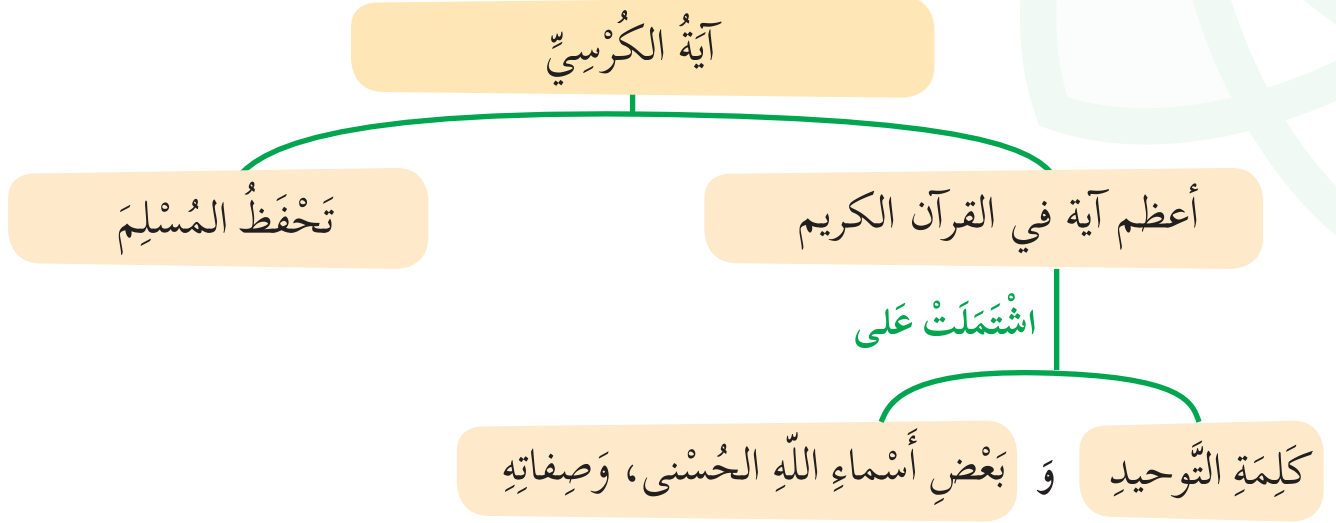 آيَةُ الكُرْسِيِّ
أعظم آية في القرآن الكريم
تَحْفَظُ المُسْلِمَ
اشْتَمَلَتْ عَلى
كَلِمَةِ التَّوحيدِ وَ بَعْضِ أَسْماءِ اللّهِ الحُسْنى، وَصِفاتِهِ